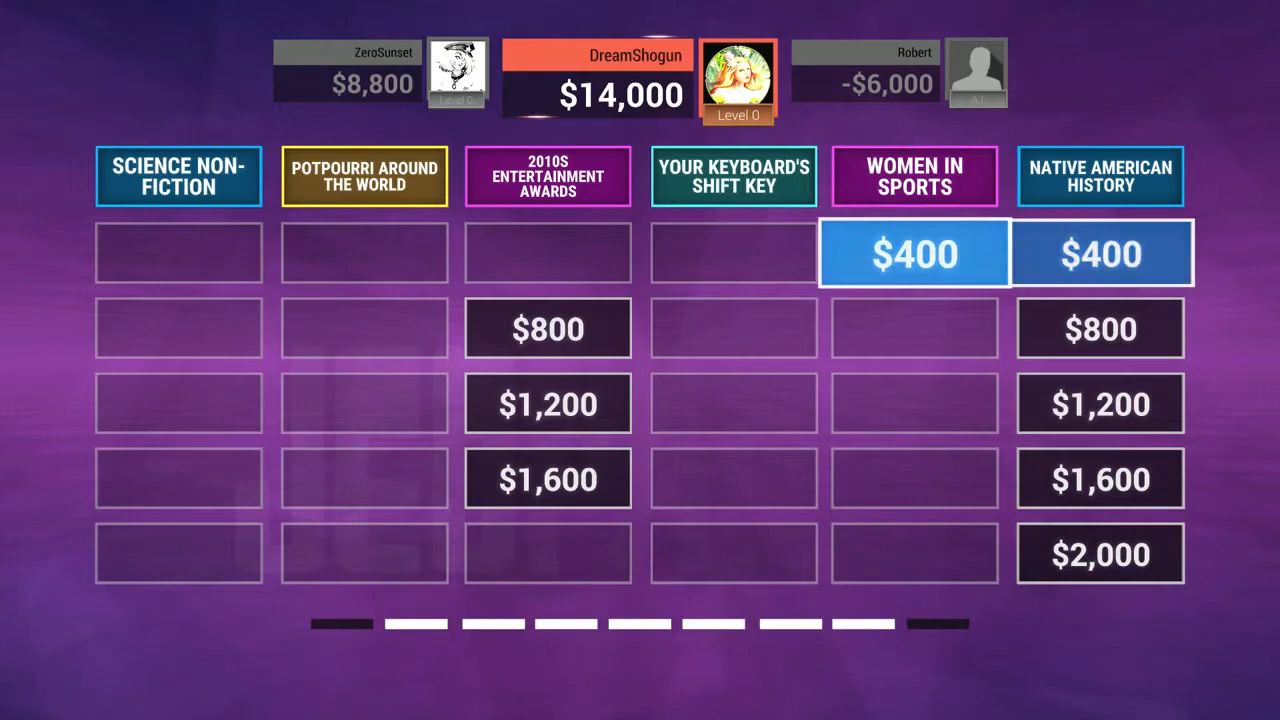 ZeroSunset
$8,800
Level 0
DreamShogun
$14,000
Level 0
Robert
-$6,000
A.I.
SCIENCE NON-
FICTION
POTPOURRI AROUND
THE WORLD
2010S
ENTERTAINMENT
AWARDS
YOUR KEYBOARD'S
SHIFT KEY
WOMEN IN
SPORTS
NATIVE AMERICAN
HISTORY
$400
$400
$800
$800
$1,200
$1,200
$1,600
$1,600
$2,000